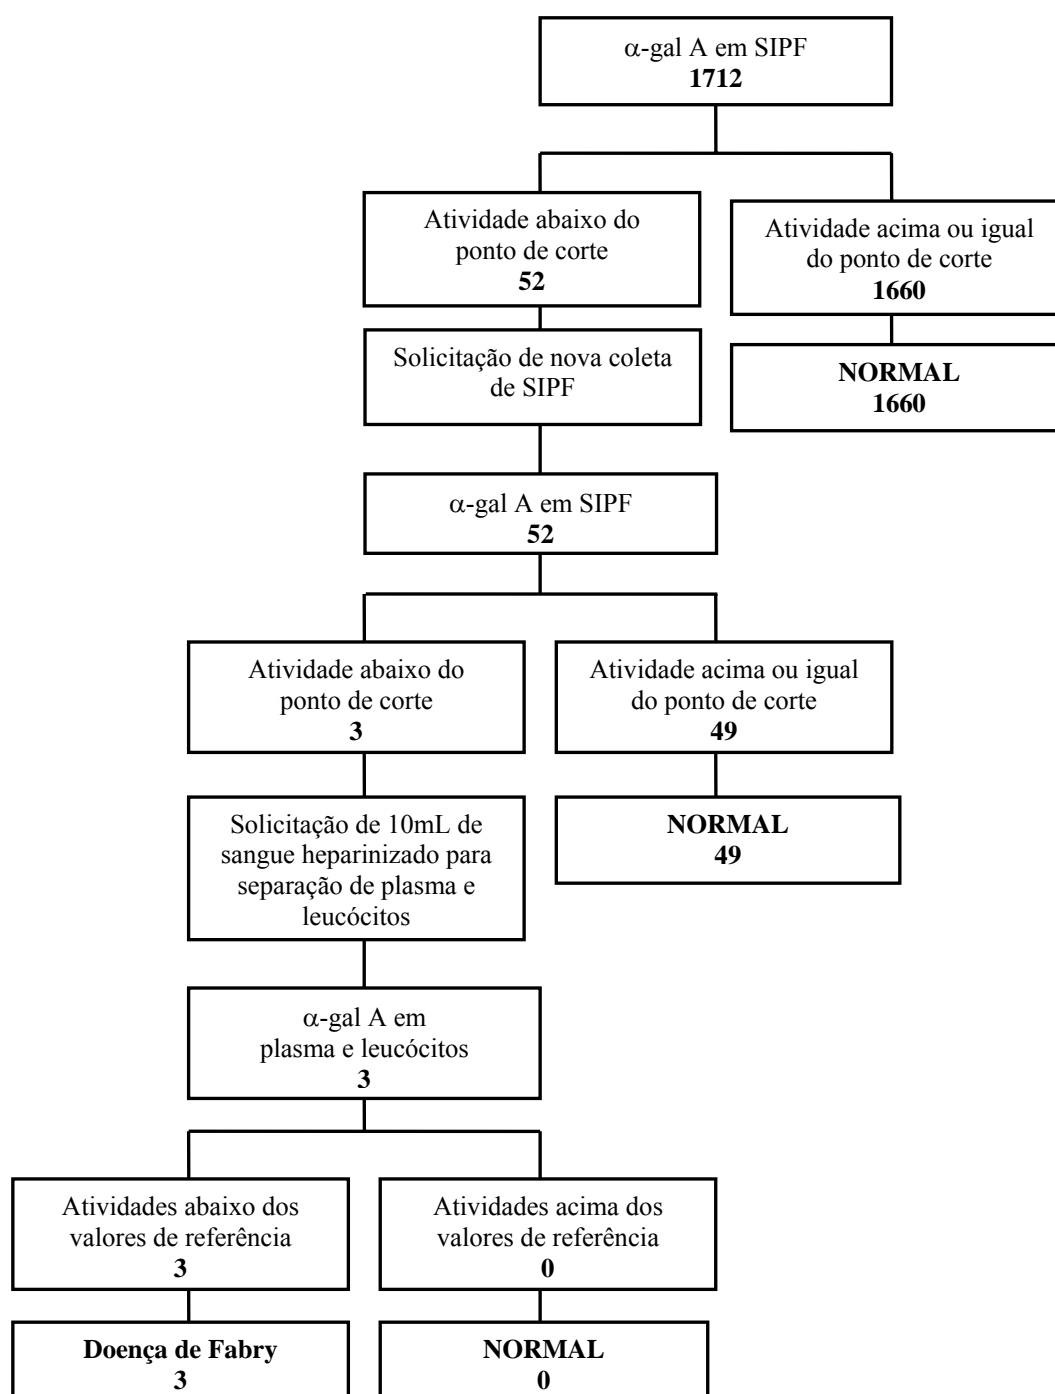 α-gal A em SIPF
1712
Atividade abaixo do
ponto de corte
52
Atividade acima ou igual
do ponto de corte
1660
Solicitação de nova coleta
de SIPF
NORMAL
1660
α-gal A em SIPF
52
Atividade abaixo do
ponto de corte
3
Atividade acima ou igual
do ponto de corte
49
Solicitação de 10mL de
sangue heparinizado para
separação de plasma e
leucócitos
NORMAL
49
α-gal A em
plasma e leucócitos
3
Atividades abaixo dos
valores de referência
3
Atividades acima dos
valores de referência
0
Doença de Fabry
3
NORMAL
0